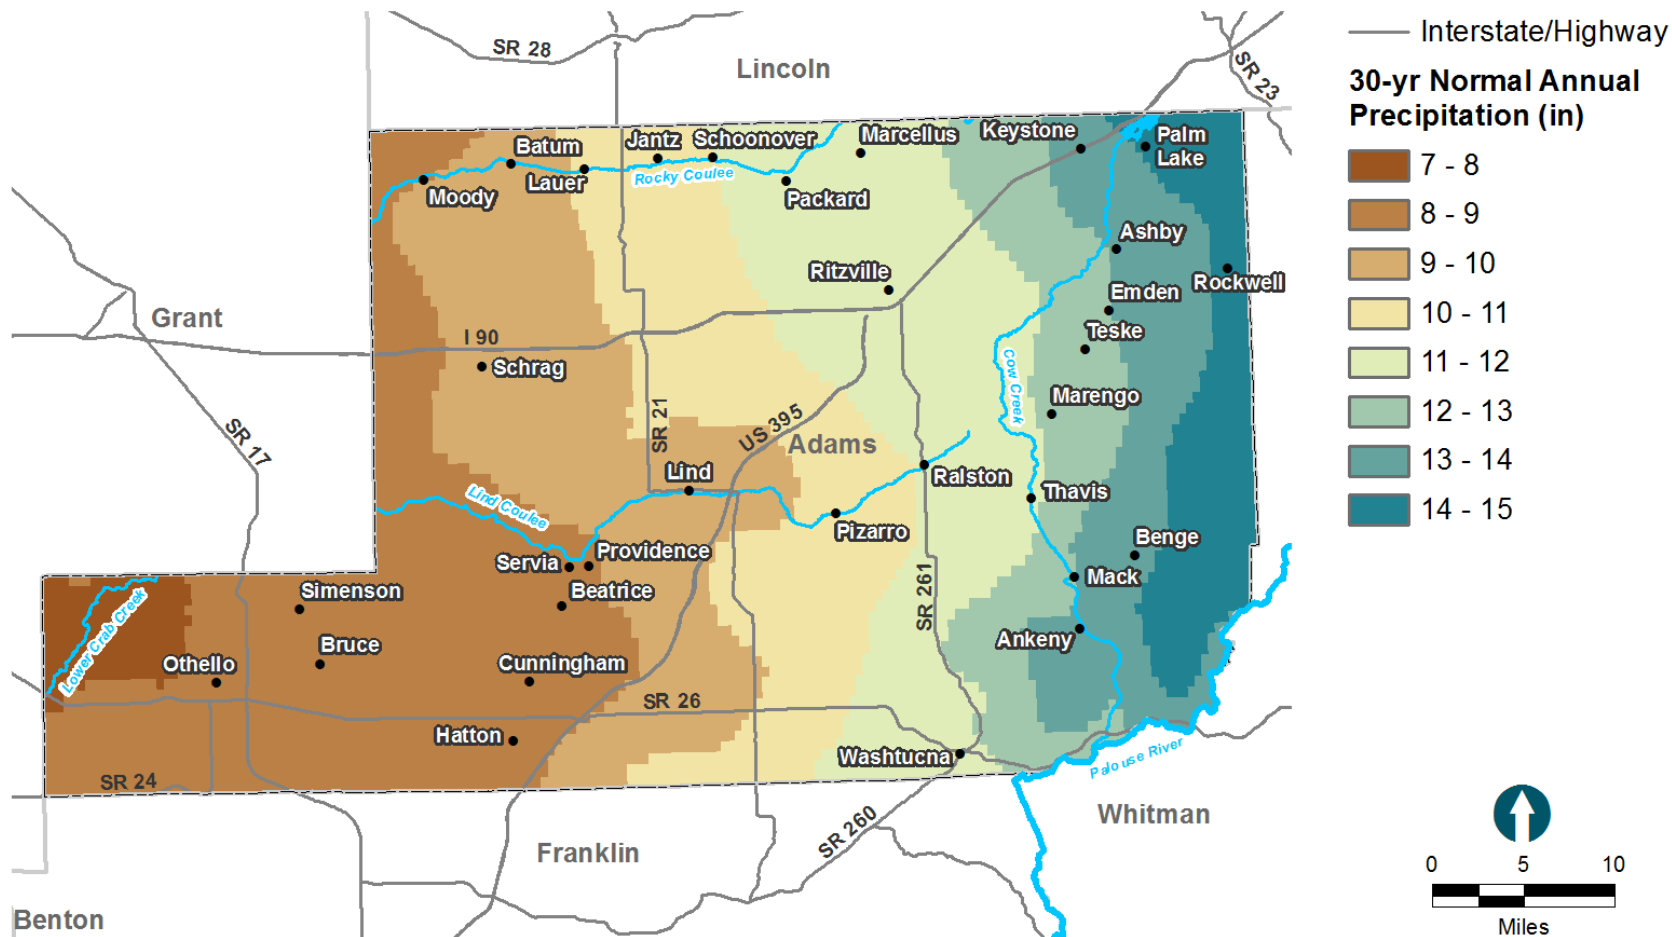 SR 28
Lincoln
SR 23
Interstate/Highway
30-yr Normal Annual
Precipitation (in)
7 - 8
8 - 9
9 - 10
10 - 11
11 - 12
12 - 13
13 - 14
14 - 15
Batum
Jantz
Schoonover
Marcellus
Keystone
Palm
Lake
Lauer
Rocky Coulee
Moody
Packard
Ashby
Ritzville
Rockwell
Emden
Grant
Teske
I 90
Schrag
Cow Creek
Marengo
SR 17
SR 21
US 395
Adams
Lind
Ralston
Thavis
Lind Coulee
Pizarro
Benge
Servia
Providence
Mack
Simenson
Beatrice
SR 261
Lower Crab Creek
Bruce
Ankeny
Othello
Cunningham
SR 26
Hatton
Washtucna
Palouse River
SR 24
Whitman
SR 260
Franklin
Benton
0 5 10
Miles